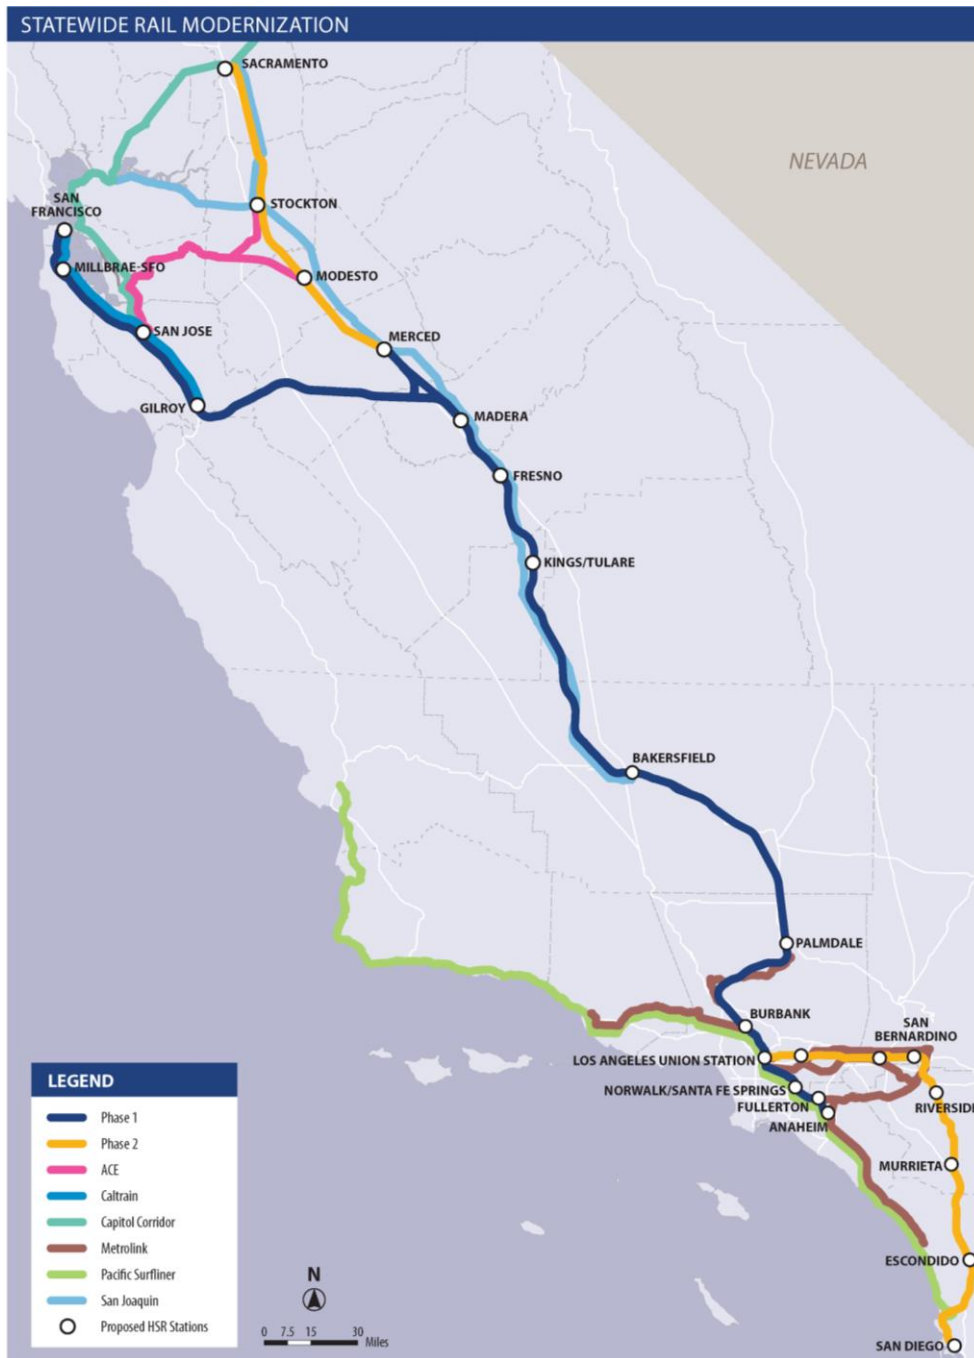 STATEWIDE RAIL MODERNIZATION
SACRAMENTO
NEVADA
SAN
FRANCISCO
STOCKTON
MILLBRAE-SFO
MODESTO
SAN JOSE
MERCED
GILROY
MADERA
FRESNO
KINGS/TULARE
BAKERSFIELD
PALMDALE
BURBANK
SAN
BERNARDINO
LOS ANGELES UNION STATION
NORWALK/SANTA FE SPRINGS
FULLERTON
RIVERSIDE
ANAHEIM
MURRIETA
ESCONDIDO
SAN DIEGO
LEGEND
Phase 1
Phase 2
ACE
Caltrain
Capitol Corridor
Metrolink
Pacific Surfliner
San Joaquin
Proposed HSR Stations
N
0 7.5 15 30
Miles